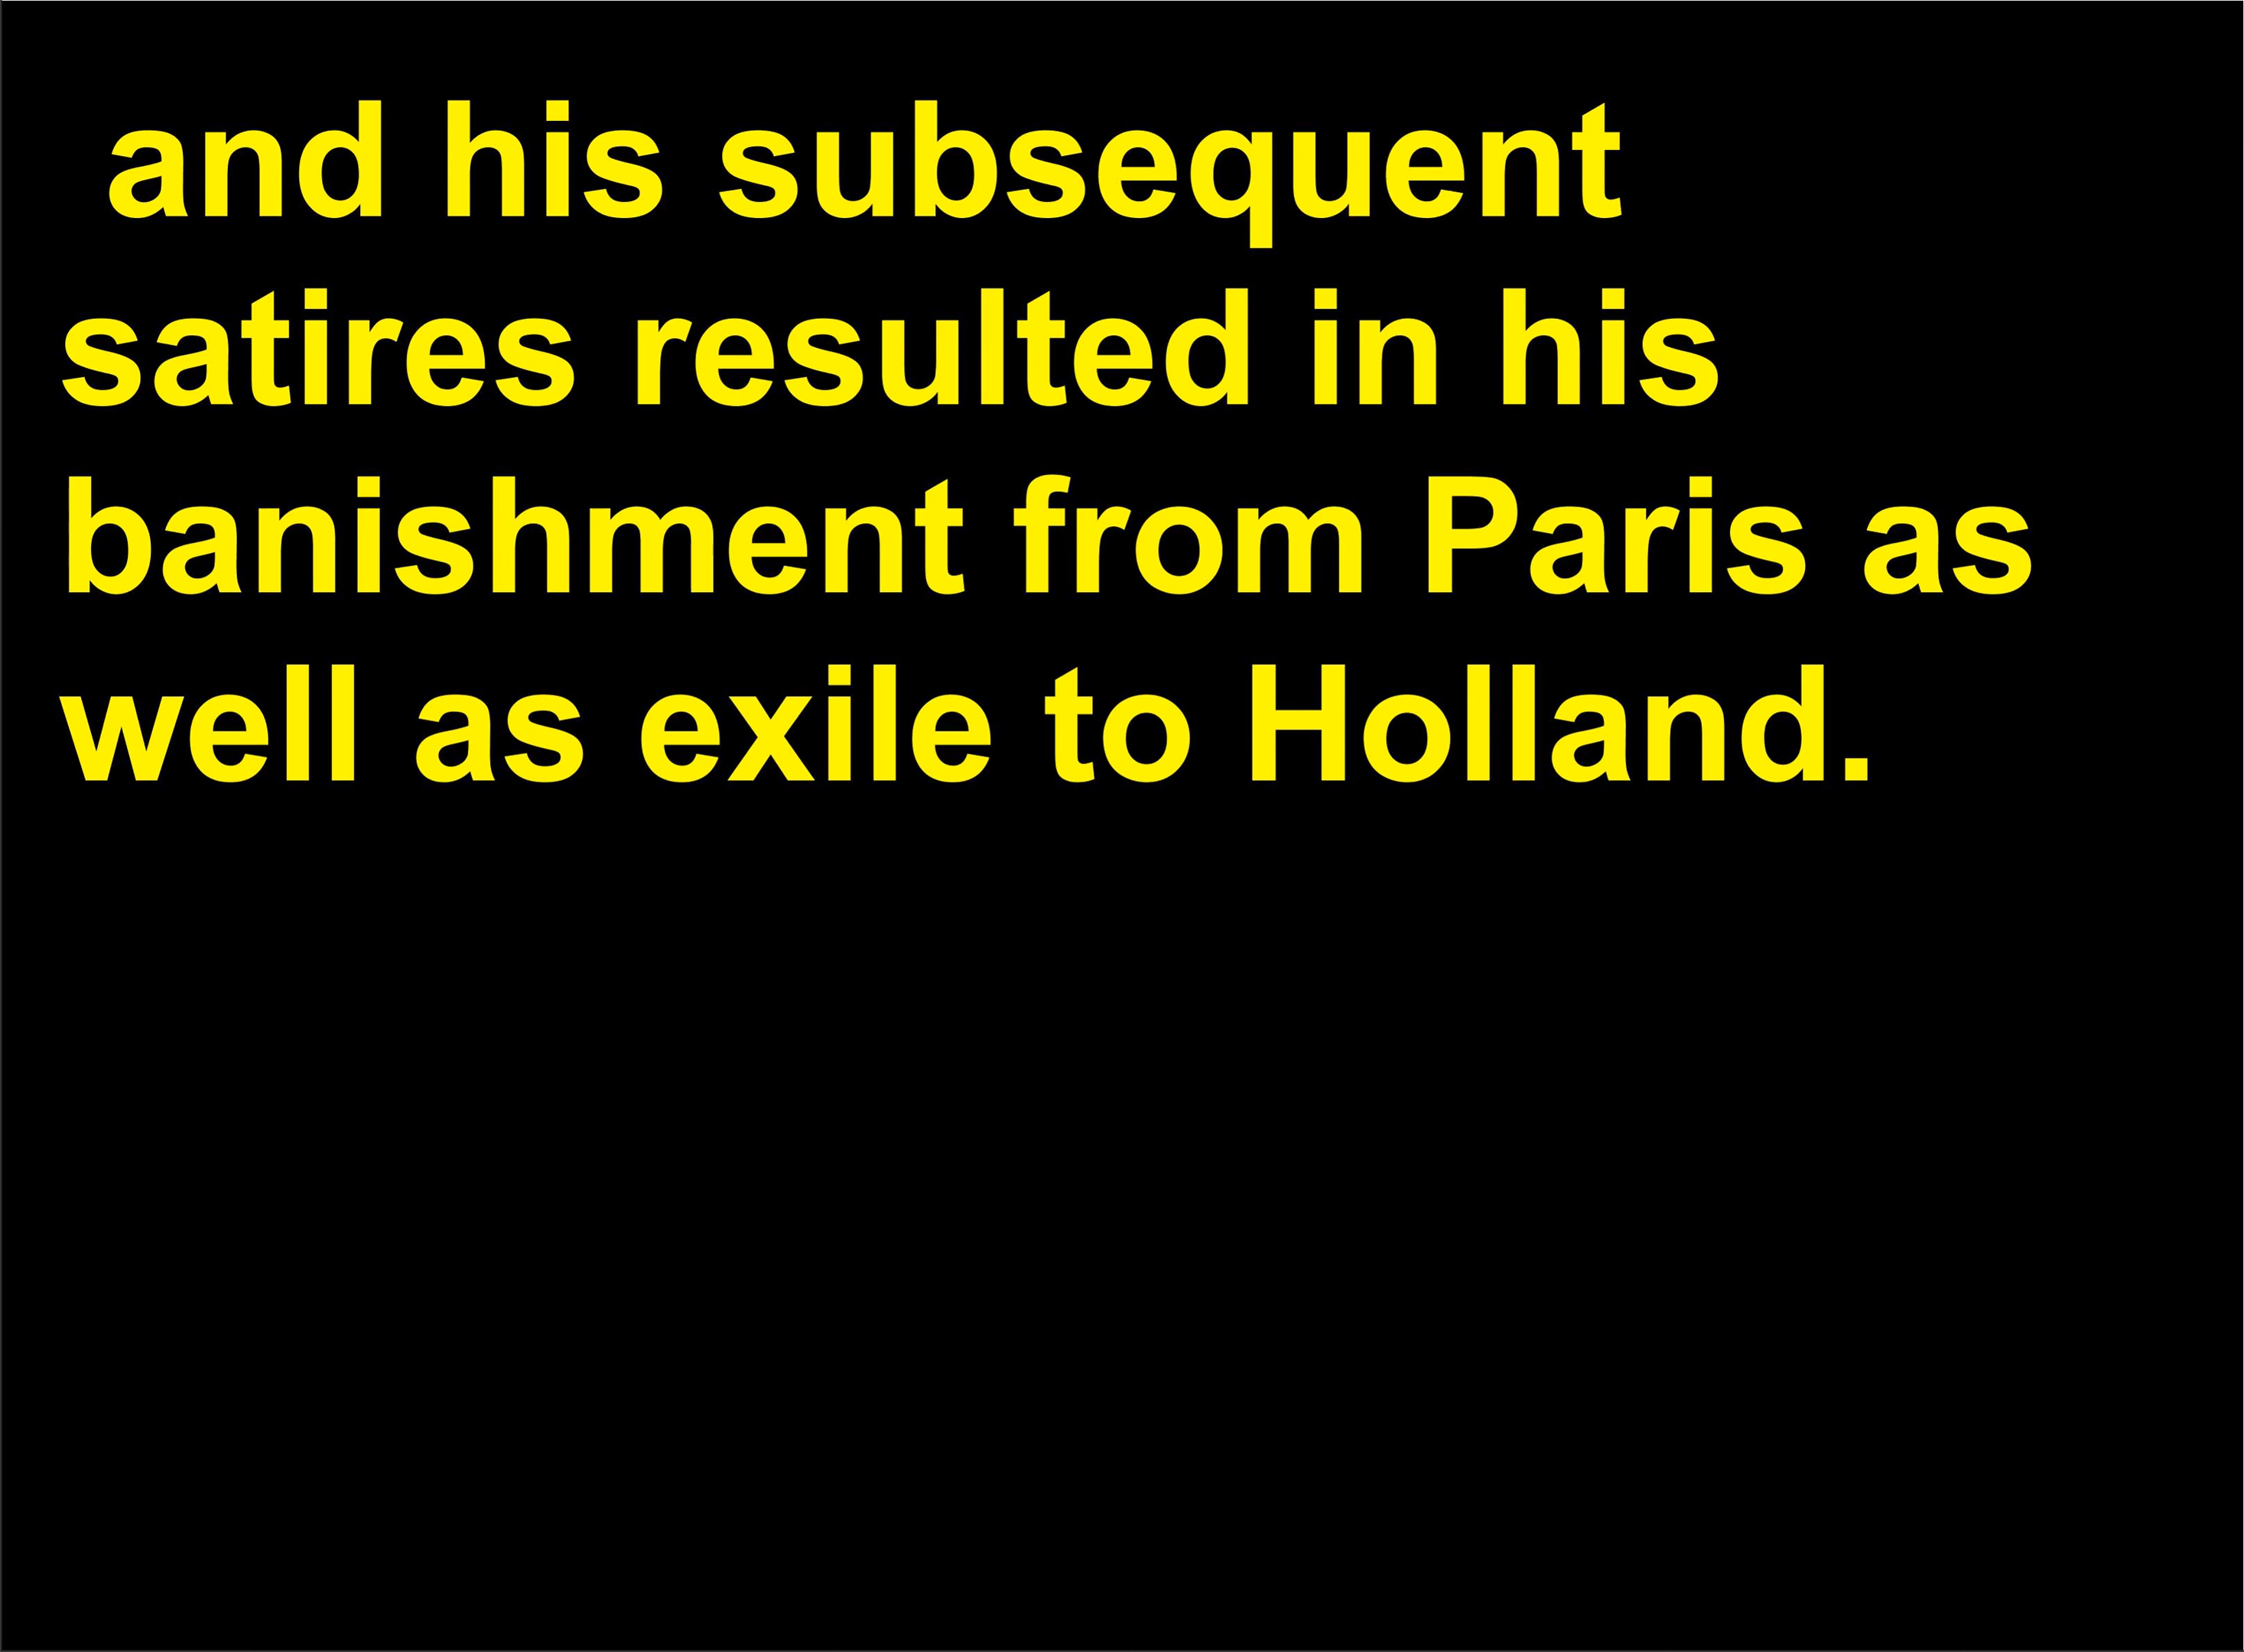 and his subsequent
satires resulted in his
banishment from Paris as
well as exile to Holland.